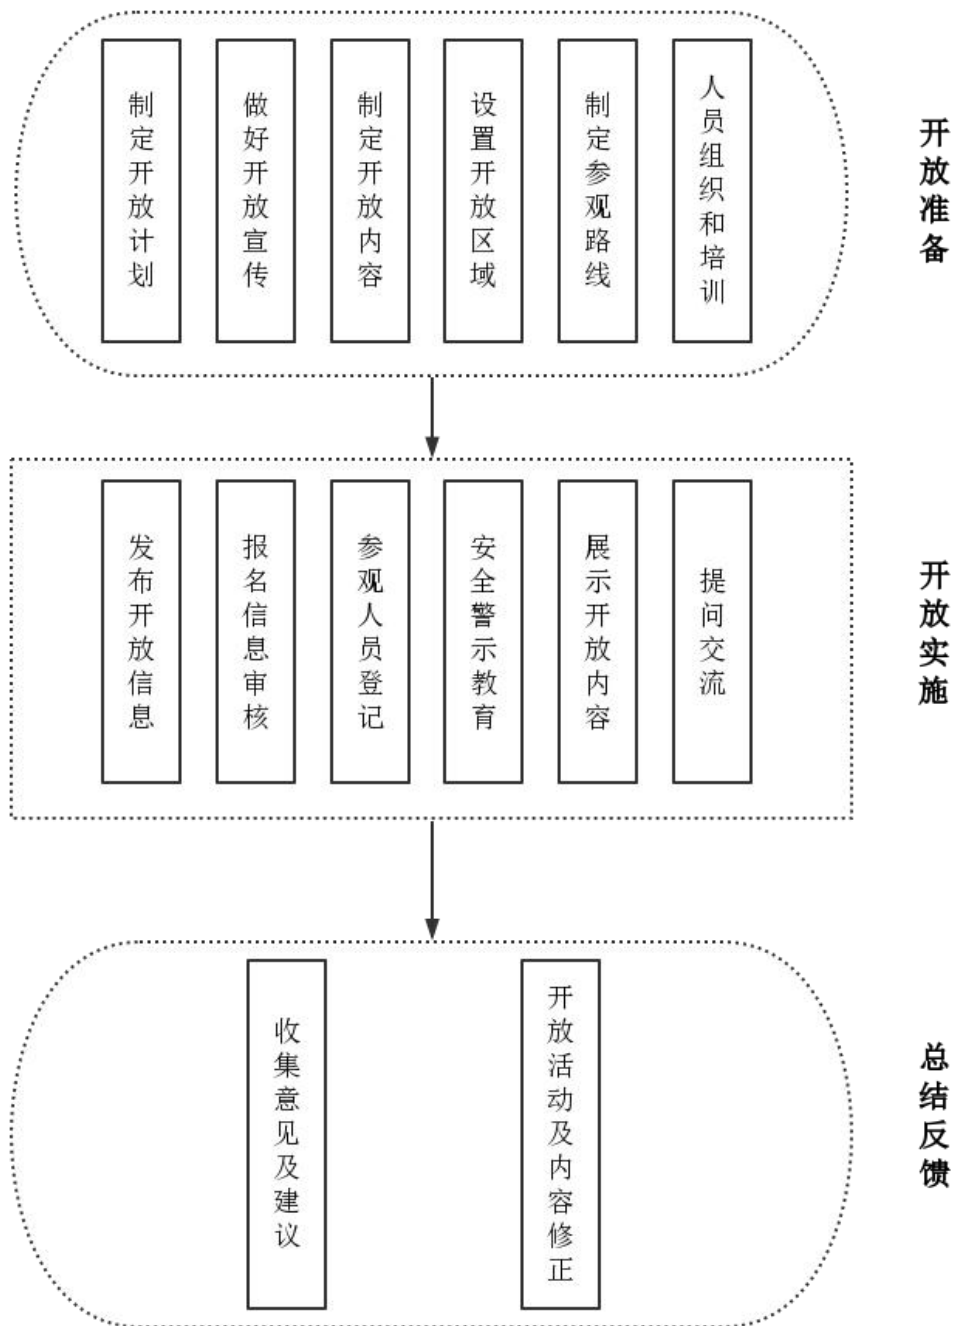 制定开放计划
做好开放宣传
制定开放内容
设置开放区域
制定参观路线
人员组织和培训
开放准备
发布开放信息
报名信息审核
参观人员登记
安全警示教育
展示开放内容
提问交流
开放实施
收集意见及建议
开放活动及内容修正
总结反馈